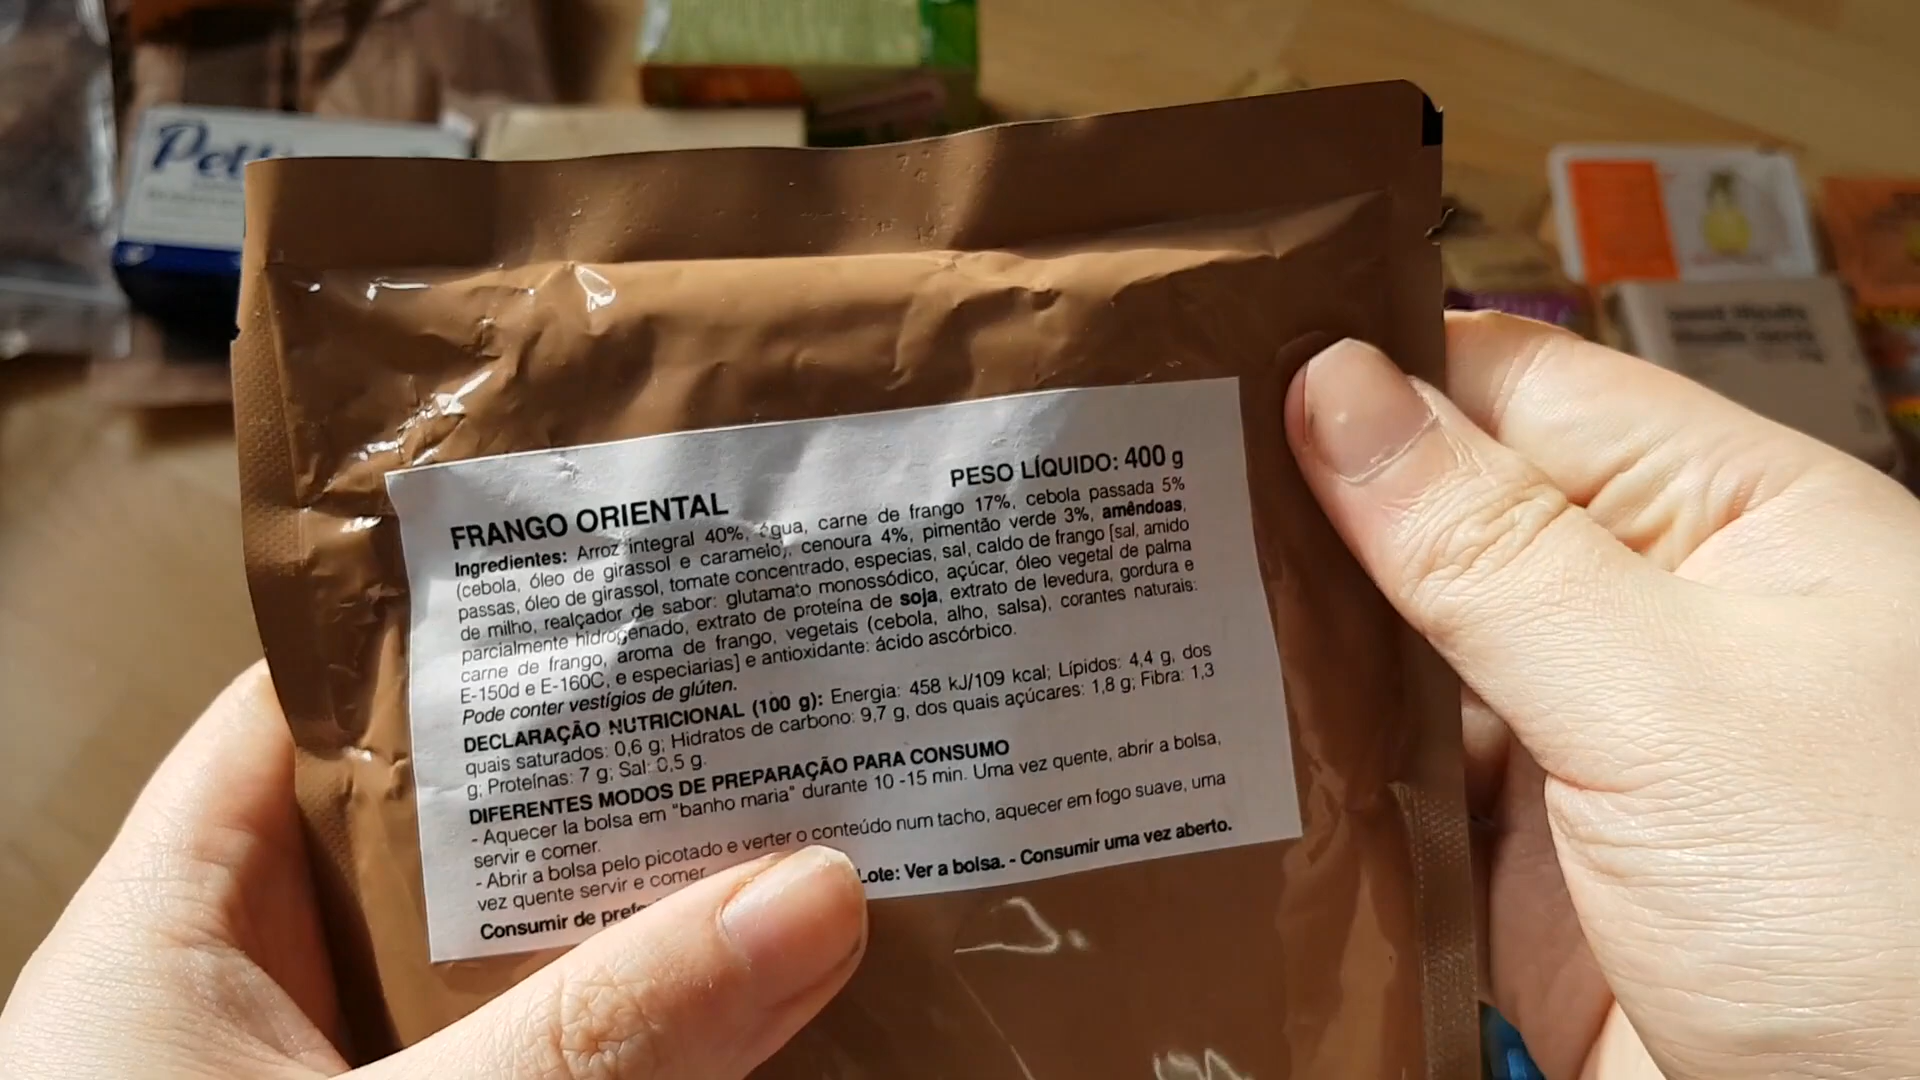 FRANGO ORIENTAL
PESO LÍQUIDO: 400 g
Ingredientes: Arroz integral 40%, água, carne de frango 17%, cebola passada 5%
(cebola, óleo de girassol e caramelo), cenoura 4%, pimentão verde 3%, amêndoas,
passas, óleo de girassol, tomate concentrado, especias, sal, caldo de frango [sal, amido
de milho, realçador de sabor: glutamato monossódico, açúcar, óleo vegetal de palma
parcialmente hidrogenado, extrato de proteína de soja, extrato de levedura, gordura e
carne de frango, aroma de frango, vegetais (cebola, alho, salsa), corantes naturais:
E-150d e E-160C, e especiarias] e antioxidante: ácido ascórbico.
Pode conter vestígios de glúten.
DECLARAÇÃO NUTRICIONAL (100 g): Energia: 458 kJ/109 kcal; Lípidos: 4,4 g, dos
quais saturados: 0,6 g; Hidratos de carbono: 9,7 g, dos quais açúcares: 1,8 g; Fibra: 1,3
g; Proteínas: 7 g; Sal: 0,5 g.
DIFERENTES MODOS DE PREPARAÇÃO PARA CONSUMO
- Aquecer la bolsa em "banho maria" durante 10 -15 min. Uma vez quente, abrir a bolsa,
servir e comer.
- Abrir a bolsa pelo picotado e verter o conteúdo num tacho, aquecer em fogo suave, uma
vez quente servir e comer
Consumir de Lote: Ver a bolsa. - Consumir uma vez aberto.